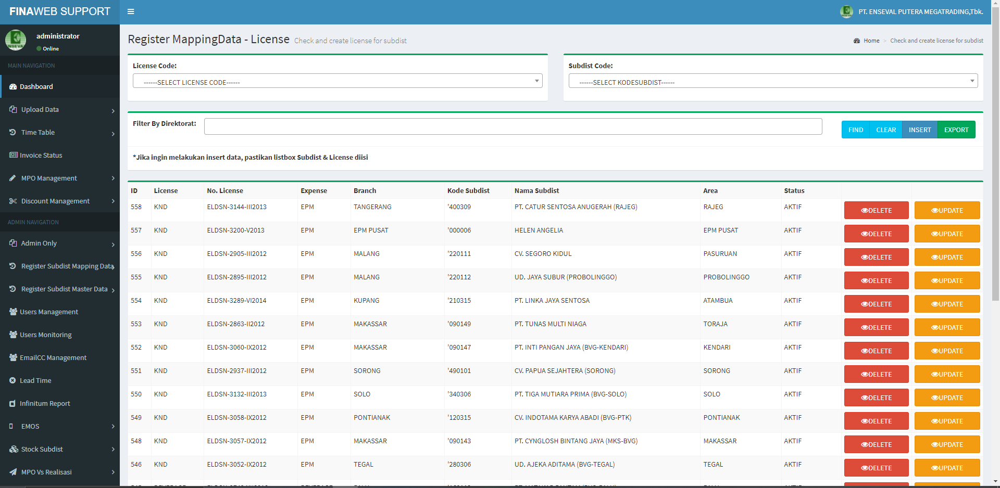 FINAWEB SUPPORT
PT. ENSEVAL PUTERA MEGATRADING,Tbk.
administrator
Online
MAIN NAVIGATION
Dashboard
Upload Data
Time Table
Invoice Status
MPO Management
Discount Management
ADMIN NAVIGATION
Admin Only
Register Subdist Mapping Data
Register Subdist Master Data
Users Management
Users Monitoring
EmailCC Management
Lead Time
Infinitum Report
EMOS
Stock Subdist
MPO Vs Realisasi
Register MappingData - License Check and create license for subdist
Home > Check and create license for subdist
License Code:
------SELECT LICENSE CODE------
Subdist Code:
------SELECT KODESUBDIST------
Filter By Direktorat:
FIND CLEAR INSERT EXPORT
*Jika ingin melakukan insert data, pastikan listbox Subdist & License diisi
ID License No. License Expense Branch Kode Subdist Nama Subdist Area Status
558 KND ELDSN-3144-III2013 EPM TANGERANG '400309 PT. CATUR SENTOSA ANUGERAH (RAJEG) RAJEG AKTIF DELETE UPDATE
557 KND ELDSN-3200-V2013 EPM EPM PUSAT '000006 HELEN ANGELIA EPM PUSAT AKTIF DELETE UPDATE
556 KND ELDSN-2905-III2012 EPM MALANG '220111 CV. SEGORO KIDUL PASURUAN AKTIF DELETE UPDATE
555 KND ELDSN-2895-III2012 EPM MALANG '220112 UD. JAYA SUBUR (PROBOLINGGO) PROBOLINGGO AKTIF DELETE UPDATE
554 KND ELDSN-3289-VI2014 EPM KUPANG '210315 PT. LINKA JAYA SENTOSA ATAMBUA AKTIF DELETE UPDATE
553 KND ELDSN-2863-II2012 EPM MAKASSAR '090149 PT. TUNAS MULTI NIAGA TORAJA AKTIF DELETE UPDATE
552 KND ELDSN-3060-IX2012 EPM MAKASSAR '090147 PT. INTI PANGAN JAYA (BVG-KENDARI) KENDARI AKTIF DELETE UPDATE
551 KND ELDSN-2937-III2012 EPM SORONG '490101 CV. PAPUA SEJAHTERA (SORONG) SORONG AKTIF DELETE UPDATE
550 KND ELDSN-3132-III2013 EPM SOLO '340306 PT. TIGA MUTIARA PRIMA (BVG-SOLO) SOLO AKTIF DELETE UPDATE
549 KND ELDSN-3058-IX2012 EPM PONTIANAK '120315 CV. INDOTAMA KARYA ABADI (BVG-PTK) PONTIANAK AKTIF DELETE UPDATE
548 KND ELDSN-3057-IX2012 EPM MAKASSAR '090143 PT. CYNGLOSH BINTANG JAYA (MKS-BVG) MAKASSAR AKTIF DELETE UPDATE
546 KND ELDSN-3052-IX2012 EPM TEGAL '280306 UD. AJEKA ADITAMA (BVG-TEGAL) TEGAL AKTIF DELETE UPDATE